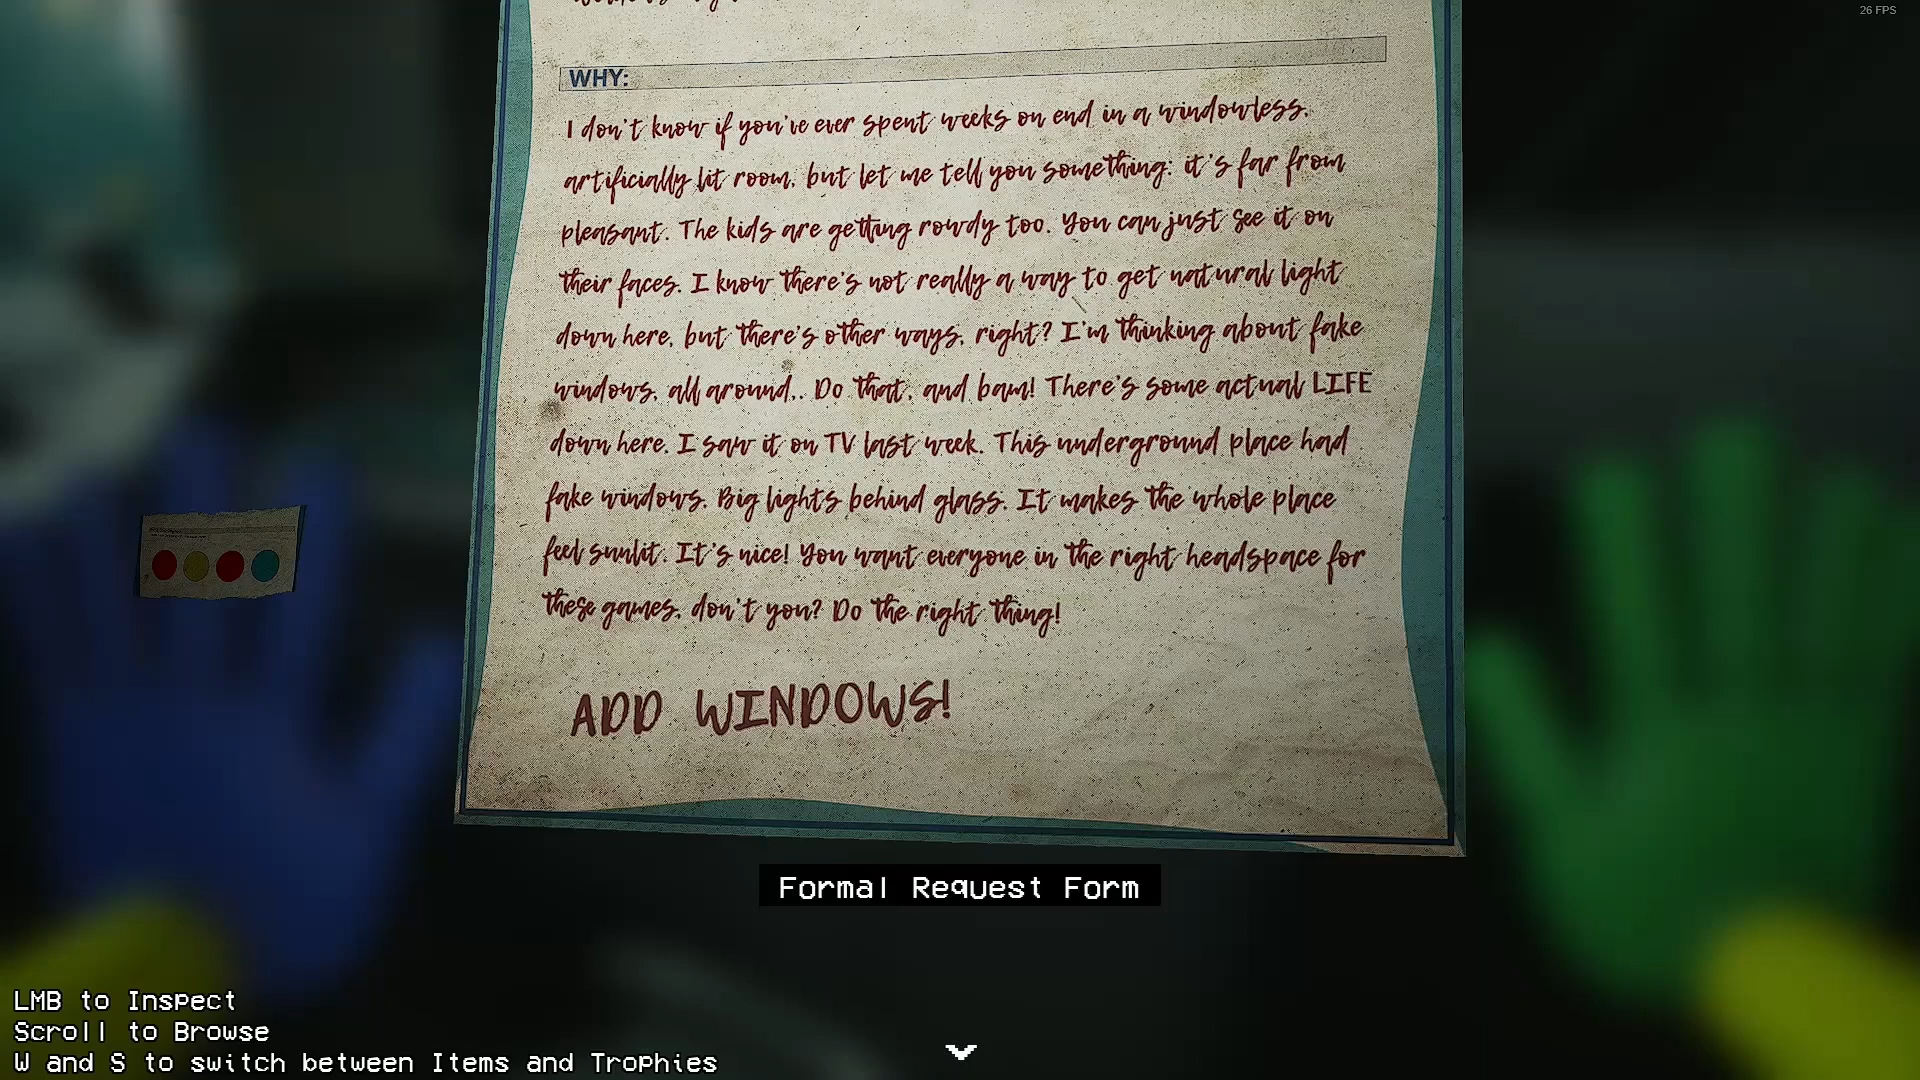 26 FPS
WHY:
I don't know if you've ever spent weeks on end in a windowless,
artificially lit room, but let me tell you something: it's far from
pleasant. The kids are getting rowdy too. You can just see it on
their faces. I know there's not really a way to get natural light
down here, but there's other ways, right? I'm thinking about fake
windows, all around,. Do that, and bam! There's some actual LIFE
down here. I saw it on TV last week. This underground place had
fake windows. Big lights behind glass. It makes the whole place
feel sunlit. It's nice! You want everyone in the right headspace for
these games, don't you? Do the right thing!
ADD WINDOWS!
Formal Request Form
LMB to Inspect
Scroll to Browse
W and S to switch between Items and Trophies